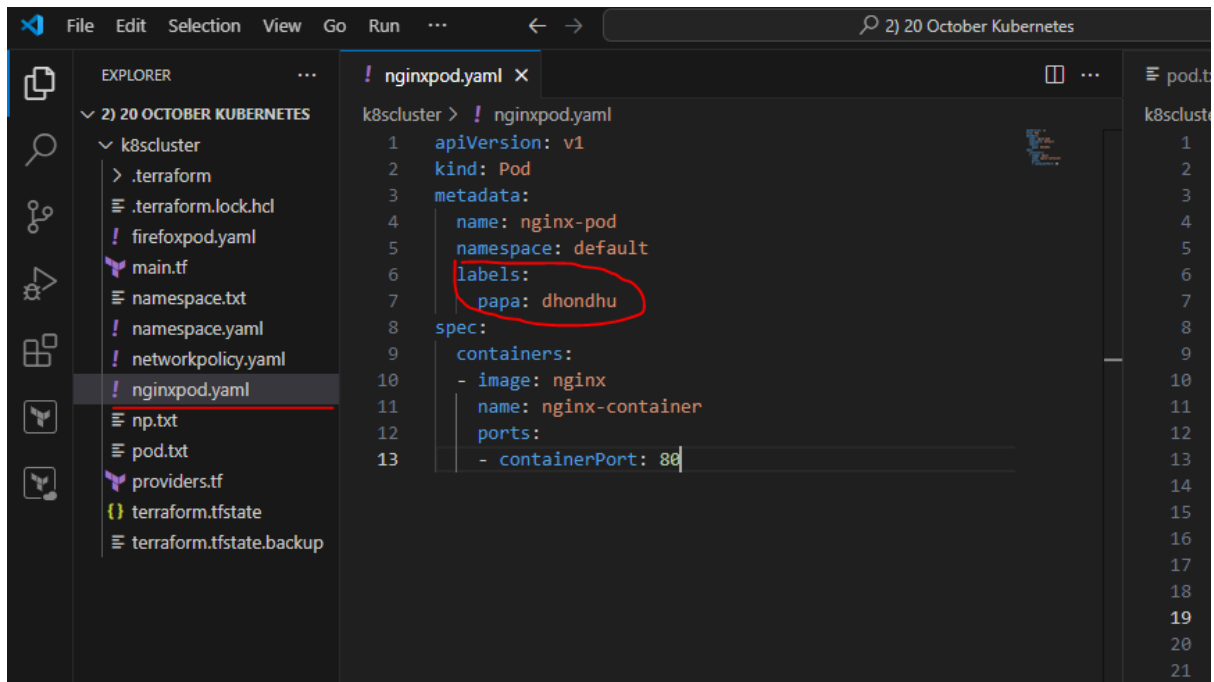 File Edit Selection View Go Run ··· 2) 20 October Kubernetes
EXPLORER ···
2) 20 OCTOBER KUBERNETES
k8scluster
.terraform
.terraform.lock.hcl
firefoxpod.yaml
main.tf
namespace.txt
namespace.yaml
networkpolicy.yaml
nginxpod.yaml
np.txt
pod.txt
providers.tf
terraform.tfstate
terraform.tfstate.backup
! nginxpod.yaml
k8scluster > ! nginxpod.yaml
1 apiVersion: v1
2 kind: Pod
3 metadata:
4 name: nginx-pod
5 namespace: default
6 labels:
7 papa: dhondhu
8 spec:
9 containers:
10 - image: nginx
11 name: nginx-container
12 ports:
13 - containerPort: 80
pod.t
k8scluste
1
2
3
4
5
6
7
8
9
10
11
12
13
14
15
16
17
18
19
20
21